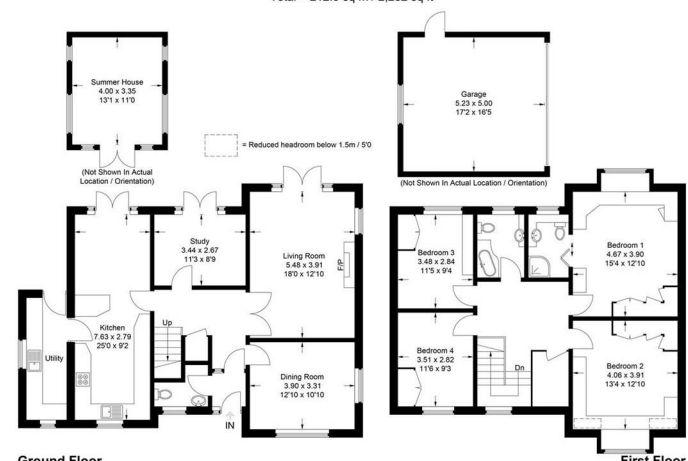 Summer House
4.00 x 3.35
13'1 x 11'0
(Not Shown In Actual
Location / Orientation)
= Reduced headroom below 1.5m / 5'0
Garage
5.23 x 5.00
17'2 x 16'5
(Not Shown In Actual Location / Orientation)
Study
3.44 x 2.67
11'3 x 8'9
Living Room
5.48 x 3.91
18'0 x 12'10
F/P
Kitchen
7.63 x 2.79
25'0 x 9'2
Utility
Up
Dining Room
3.90 x 3.31
12'10 x 10'10
IN
Bedroom 3
3.48 x 2.84
11'5 x 9'4
Bedroom 1
4.67 x 3.90
15'4 x 12'10
Bedroom 4
3.51 x 2.82
11'6 x 9'3
Dn
Bedroom 2
4.06 x 3.91
13'4 x 12'10
Ground Floor
First Floor